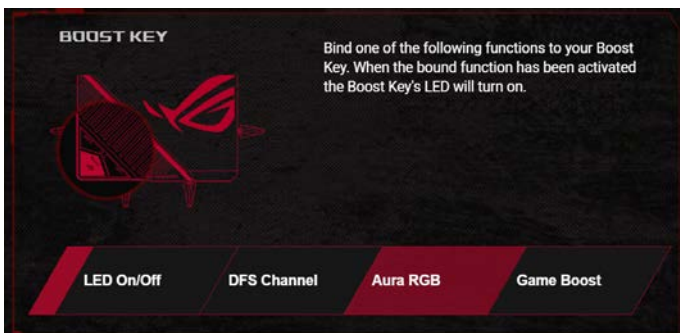 BOOST KEY
Bind one of the following functions to your Boost
Key. When the bound function has been activated
the Boost Key's LED will turn on.
LED On/Off DFS Channel Aura RGB Game Boost